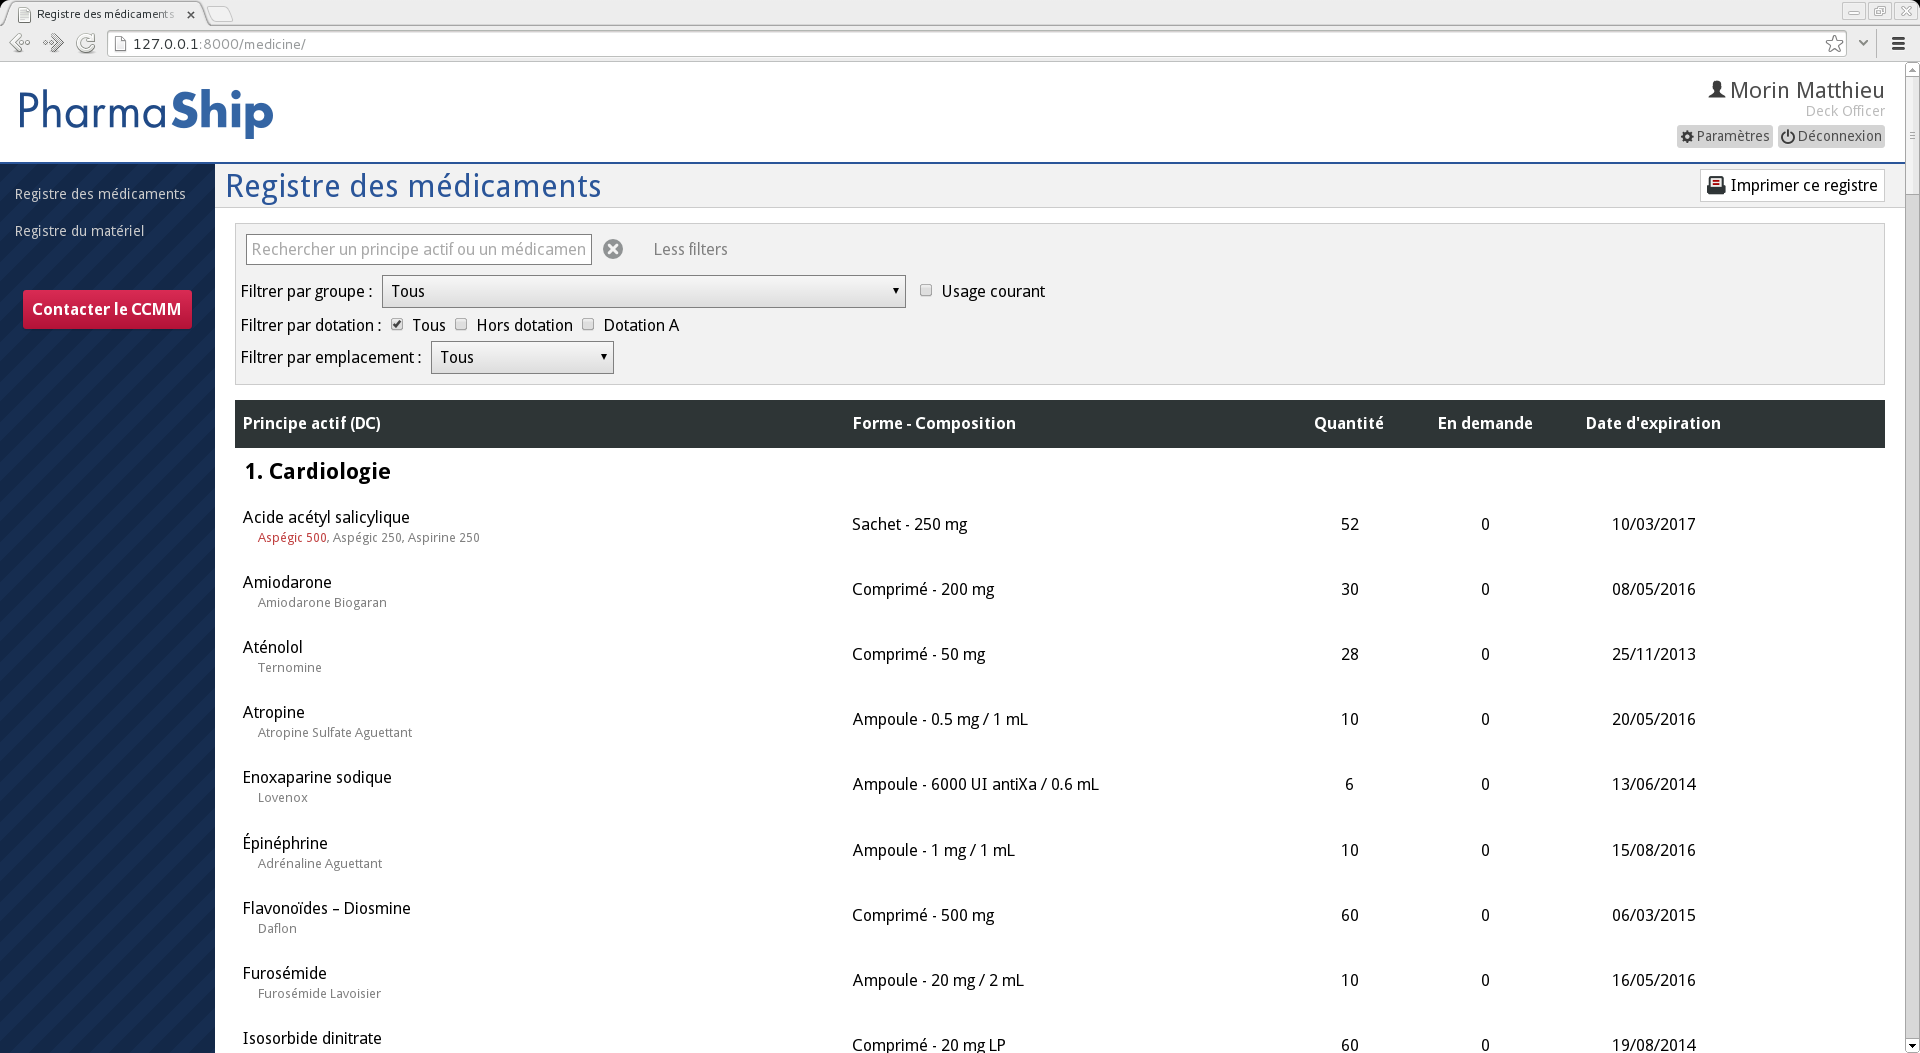 Registre des médicaments
127.0.0.1:8000/medicine/
PharmaShip
Morin Matthieu
Deck Officer
Paramètres Déconnexion
Registre des médicaments
Registre du matériel
Contacter le CCMM
Registre des médicaments
Imprimer ce registre
Rechercher un principe actif ou un médicamen
Less filters
Filtrer par groupe : Tous Usage courant
Filtrer par dotation : Tous Hors dotation Dotation A
Filtrer par emplacement : Tous
Principe actif (DC) Forme - Composition Quantité En demande Date d'expiration
1. Cardiologie
Acide acétyl salicylique Sachet - 250 mg 52 0 10/03/2017
Aspégic 500, Aspégic 250, Aspirine 250
Amiodarone Comprimé - 200 mg 30 0 08/05/2016
Amiodarone Biogaran
Aténolol Comprimé - 50 mg 28 0 25/11/2013
Ternomine
Atropine Ampoule - 0.5 mg / 1 mL 10 0 20/05/2016
Atropine Sulfate Aguettant
Enoxaparine sodique Ampoule - 6000 UI antiXa / 0.6 mL 6 0 13/06/2014
Lovenox
Épinéphrine Ampoule - 1 mg / 1 mL 10 0 15/08/2016
Adrénaline Aguettant
Flavonoïdes – Diosmine Comprimé - 500 mg 60 0 06/03/2015
Daflon
Furosémide Ampoule - 20 mg / 2 mL 10 0 16/05/2016
Furosémide Lavoisier
Isosorbide dinitrate Comprimé - 20 mg LP 60 0 19/08/2014